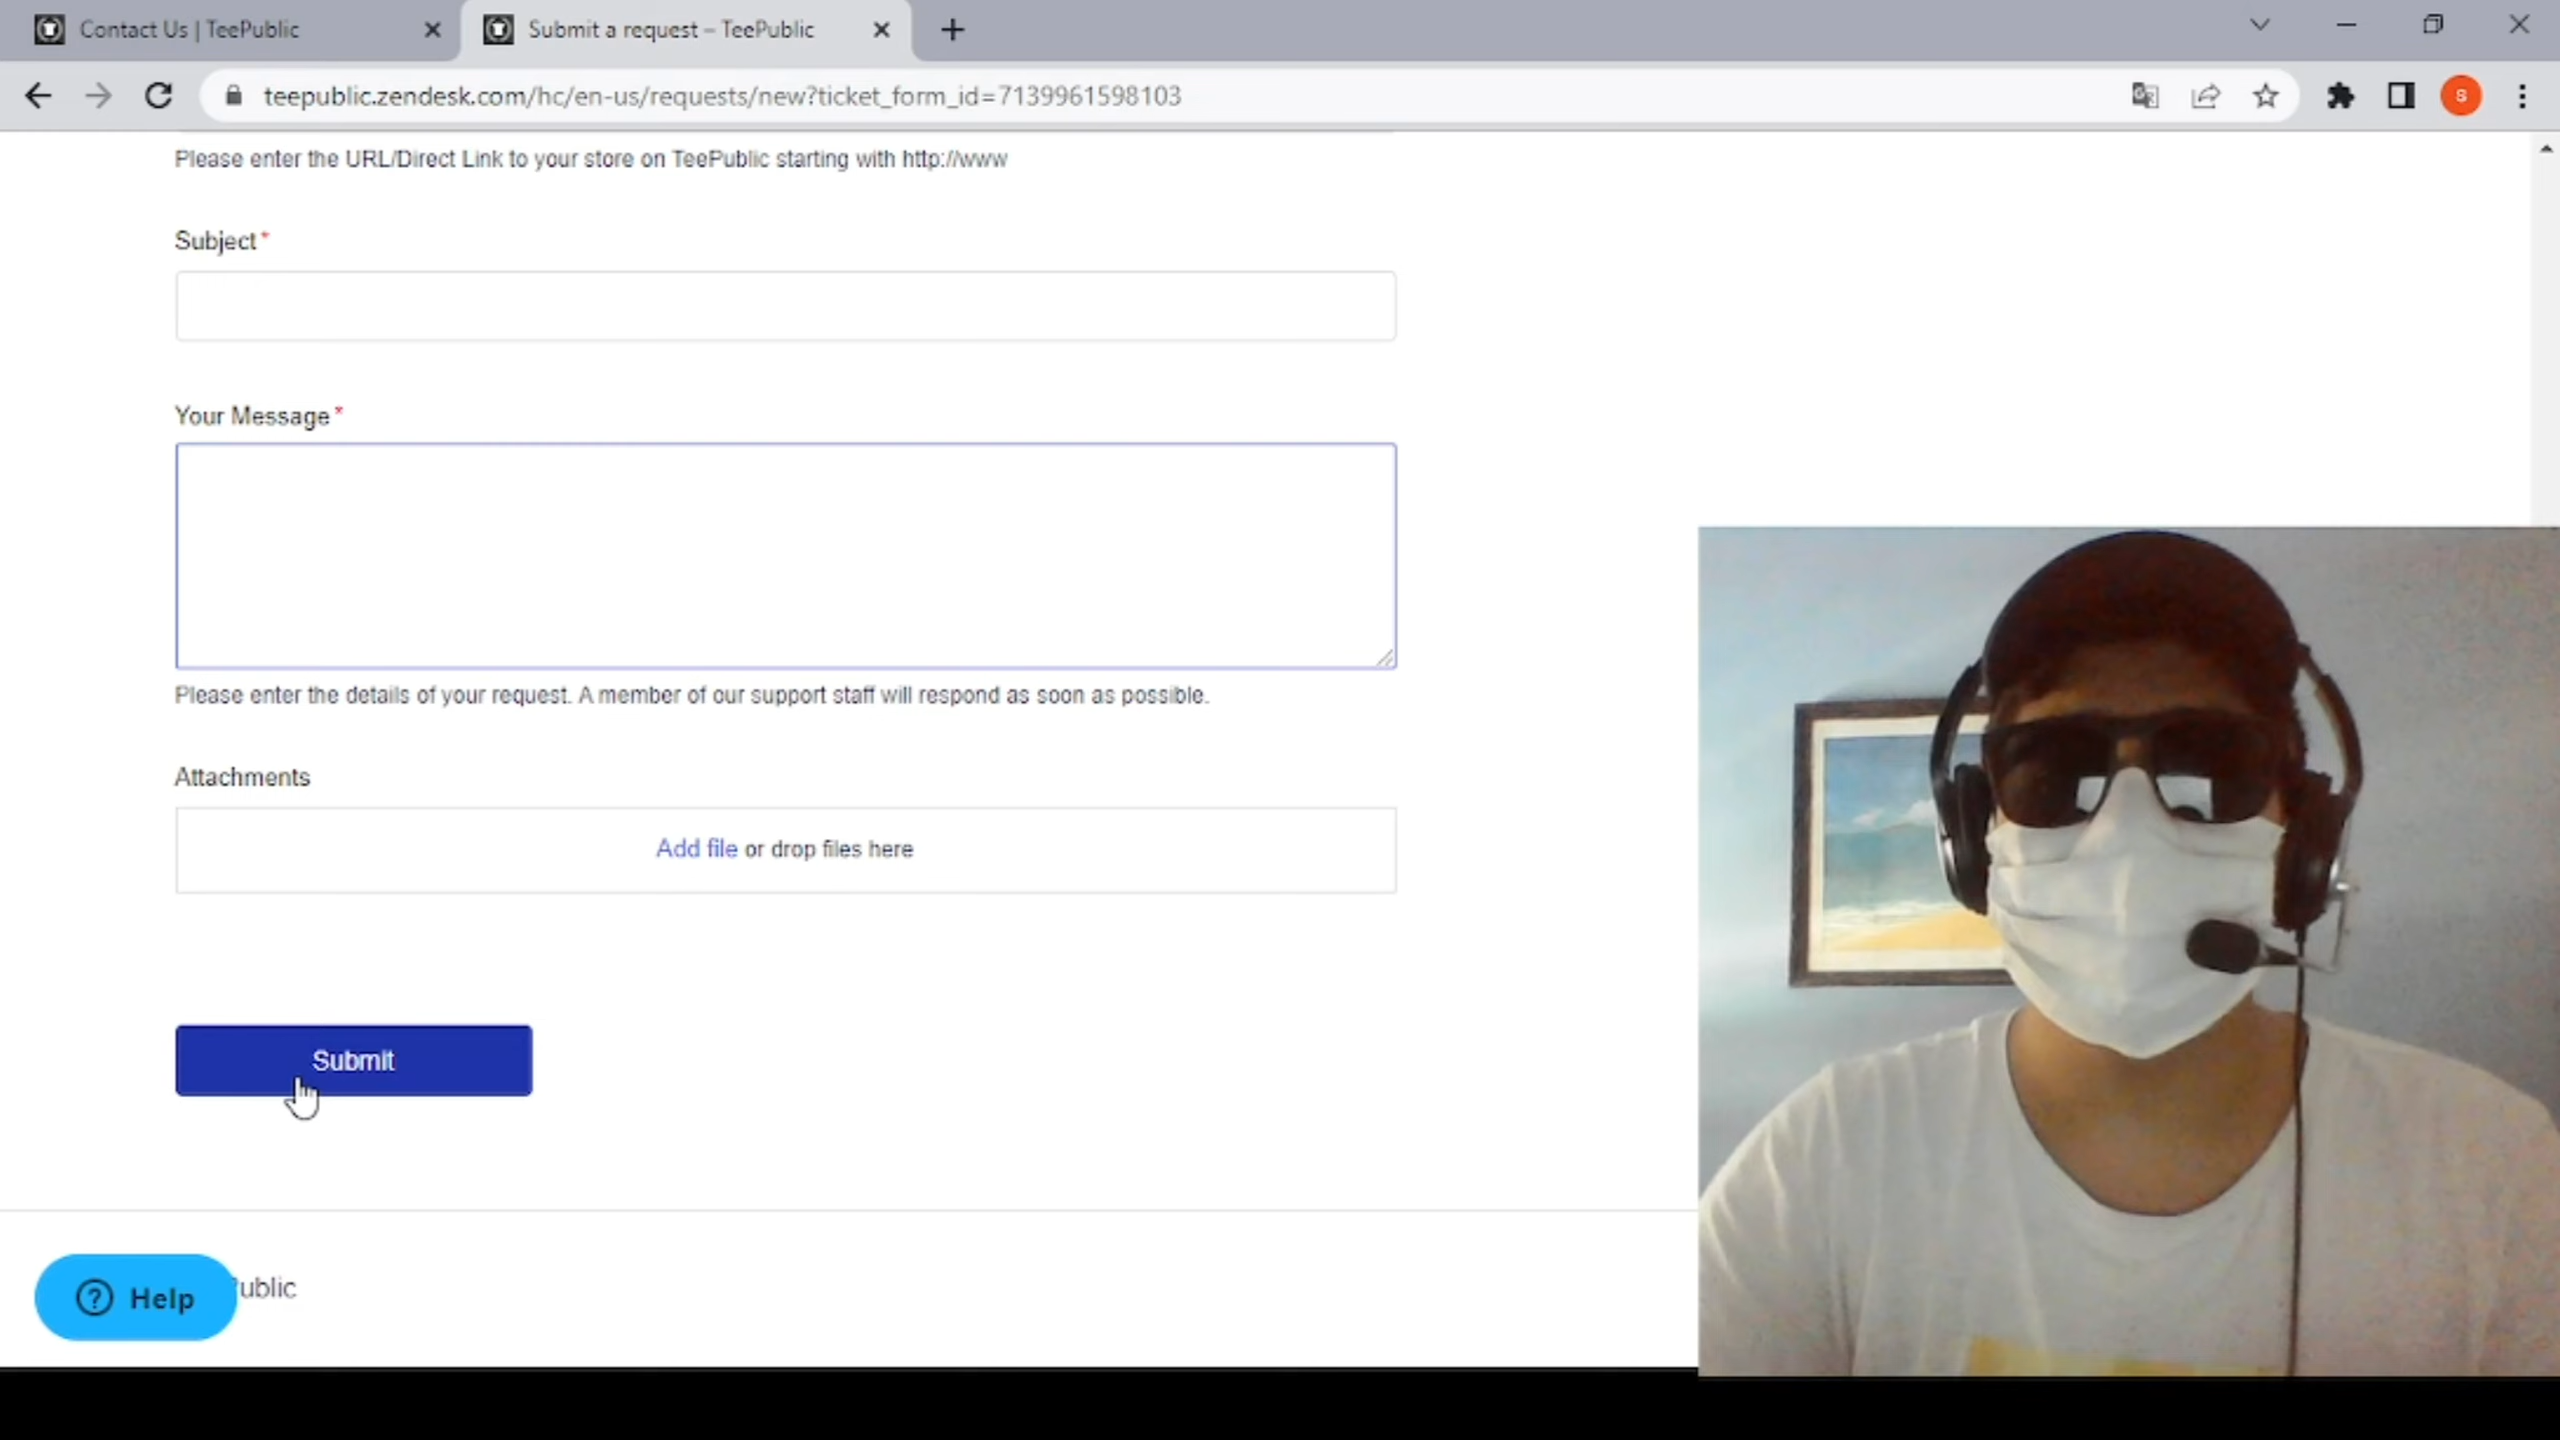 Contact Us | TeePublic
Submit a request – TeePublic
teepublic.zendesk.com/hc/en-us/requests/new?ticket_form_id=7139961598103
S
Please enter the URL/Direct Link to your store on TeePublic starting with http://www
Subject*
Your Message*
Please enter the details of your request. A member of our support staff will respond as soon as possible.
Attachments
Add file or drop files here
Submit
? Help
Public